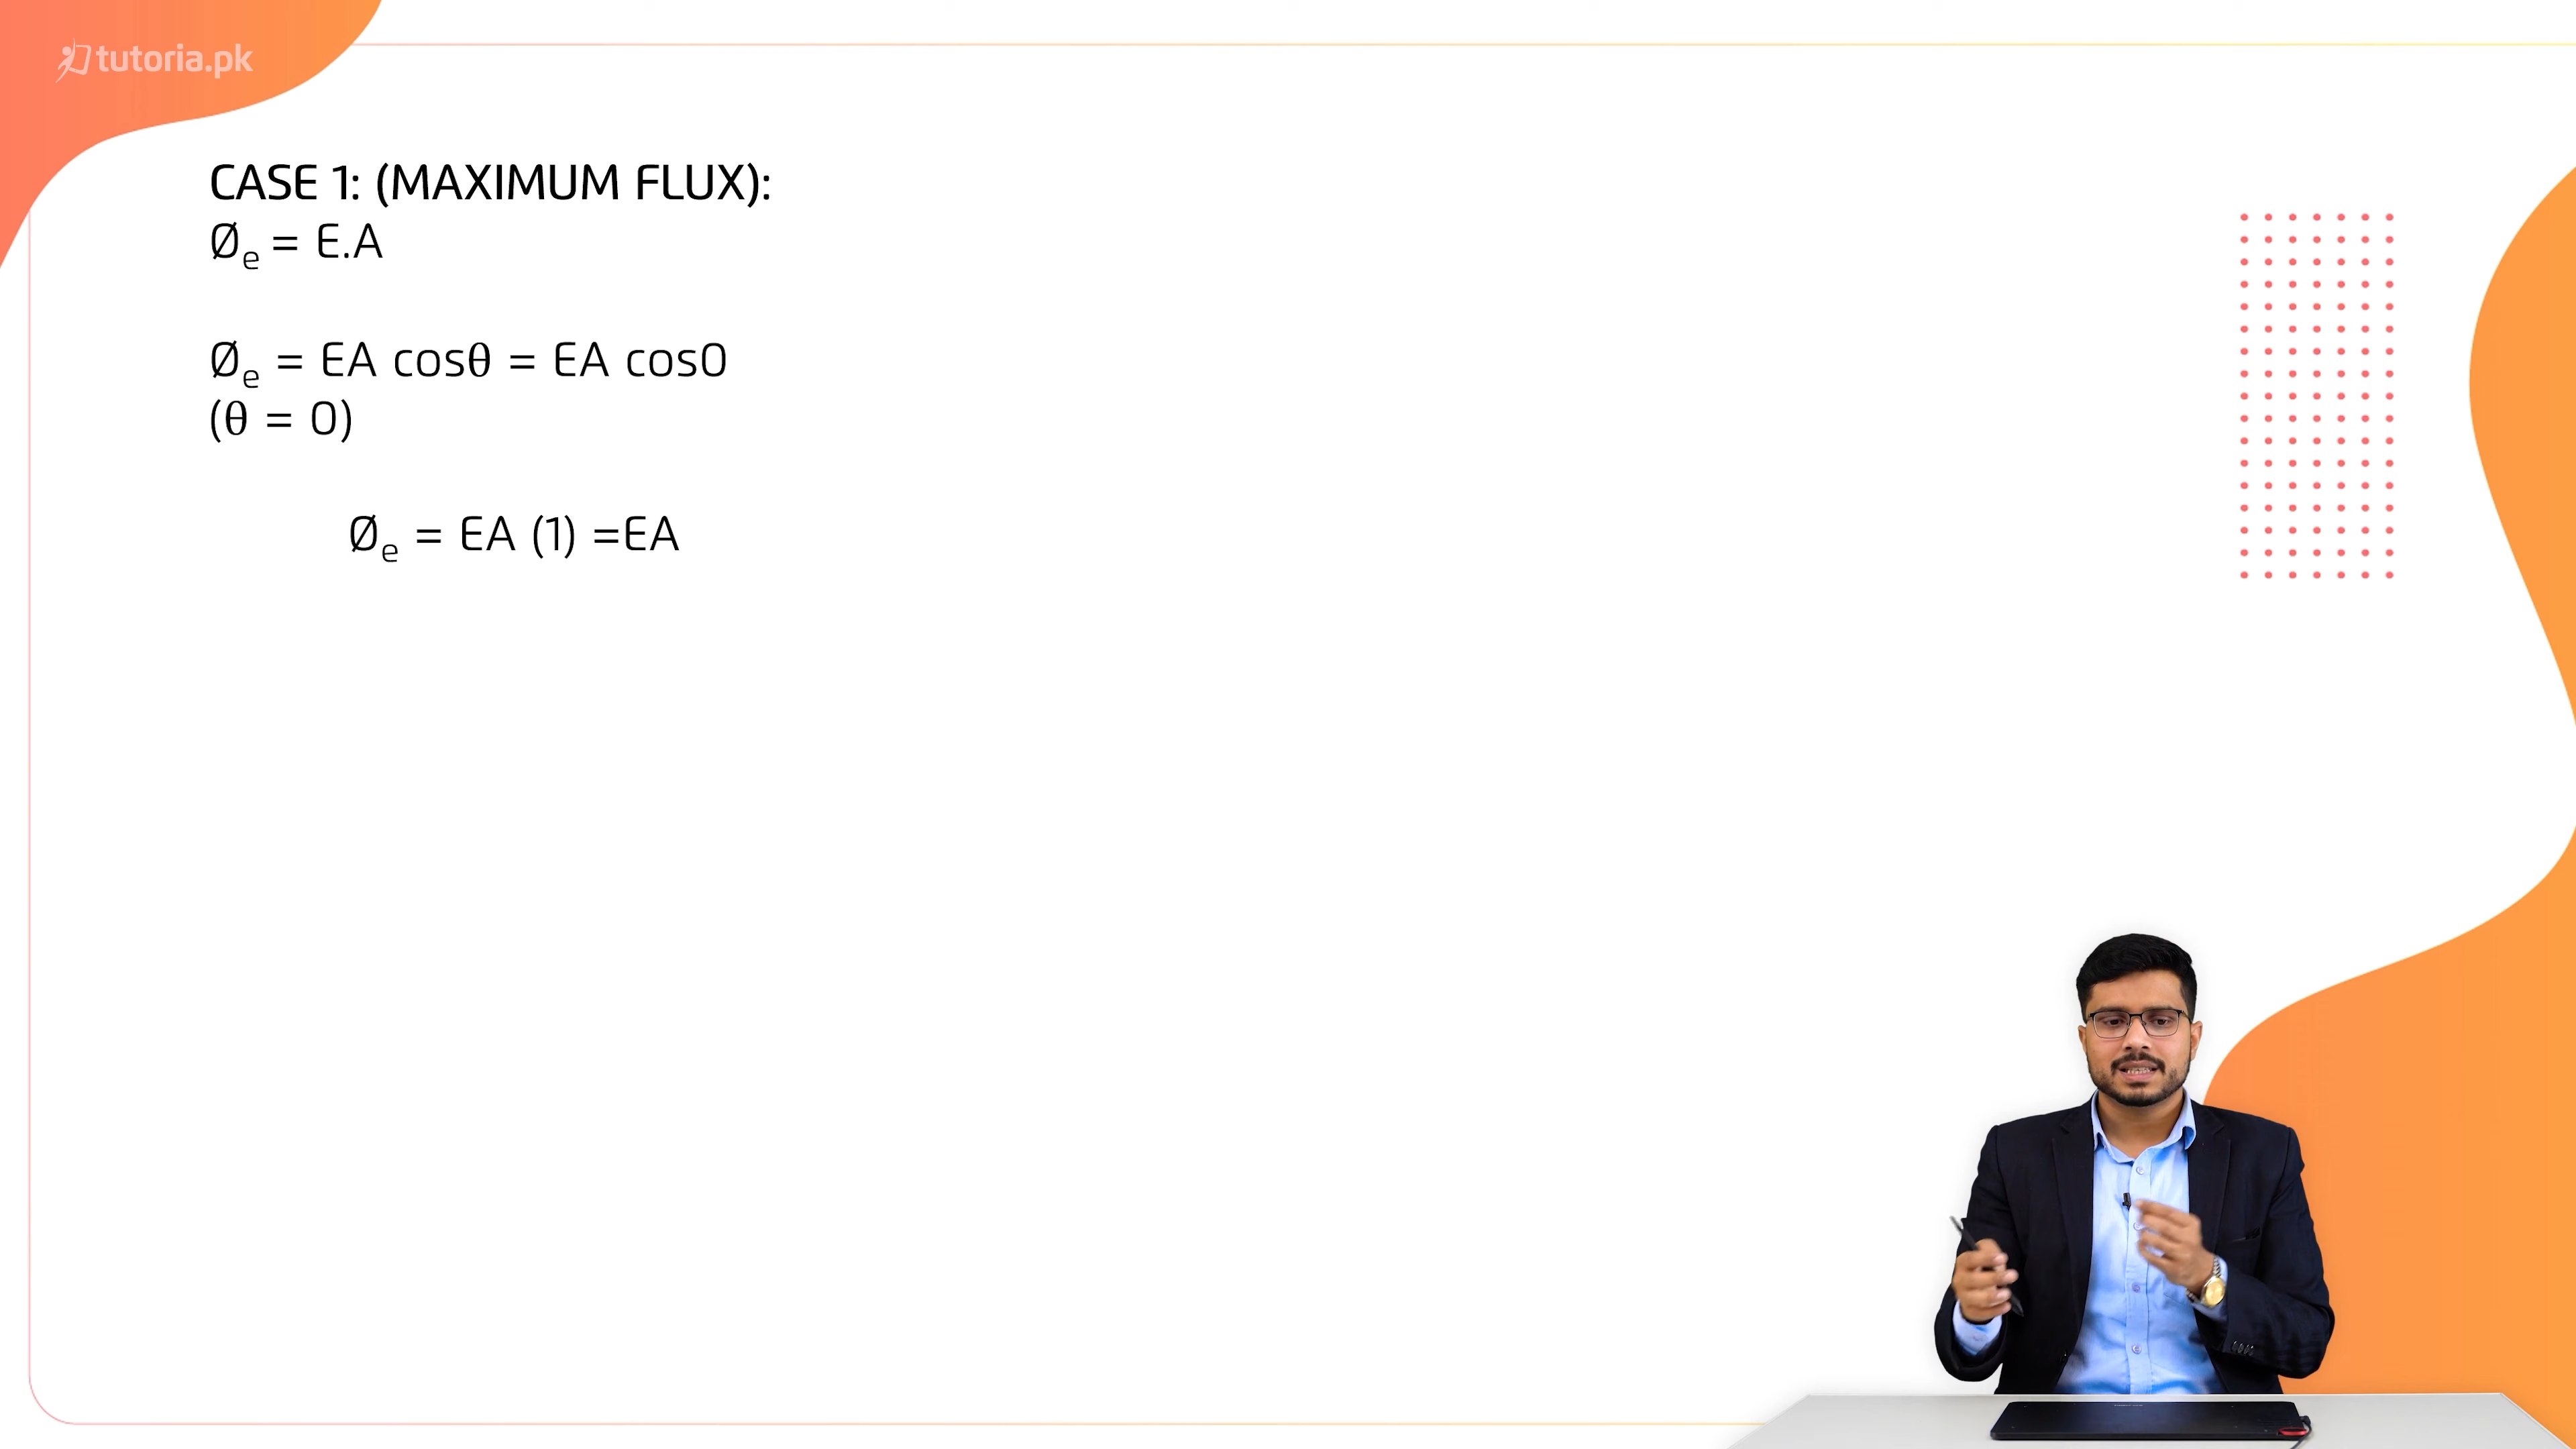 tutoria.pk
CASE 1: (MAXIMUM FLUX):
Øₑ = E.A
Øₑ = EA cosθ = EA cos0
(θ = 0)
Øₑ = EA (1) =EA